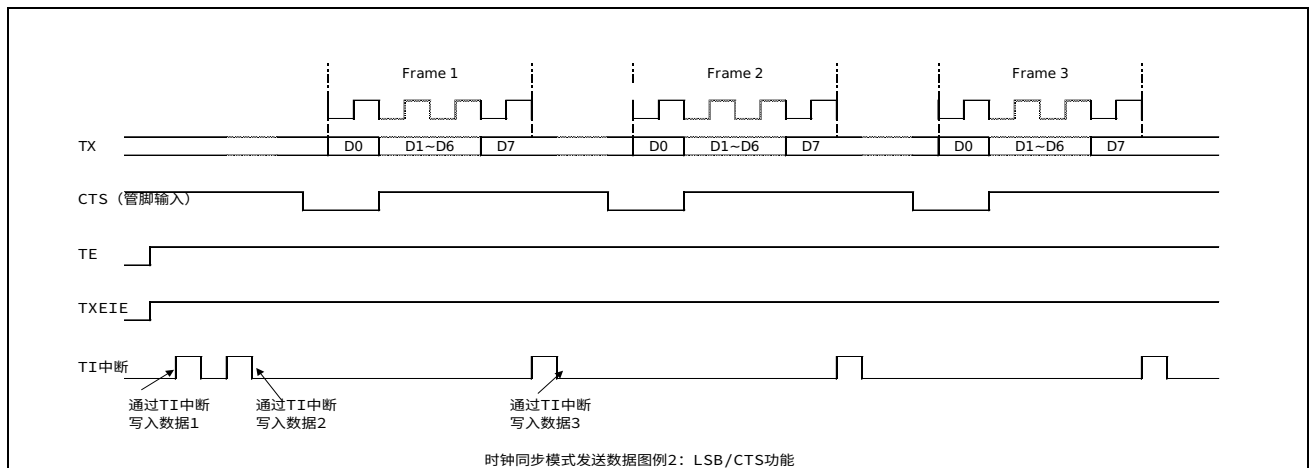 Frame 1 Frame 2 Frame 3
TX D0 D1~D6 D7 D0 D1~D6 D7 D0 D1~D6 D7
CTS（管脚输入）
TE
TXEIE
TI中断
通过TI中断 通过TI中断 通过TI中断
写入数据1 写入数据2 写入数据3
时钟同步模式发送数据图例2：LSB/CTS功能